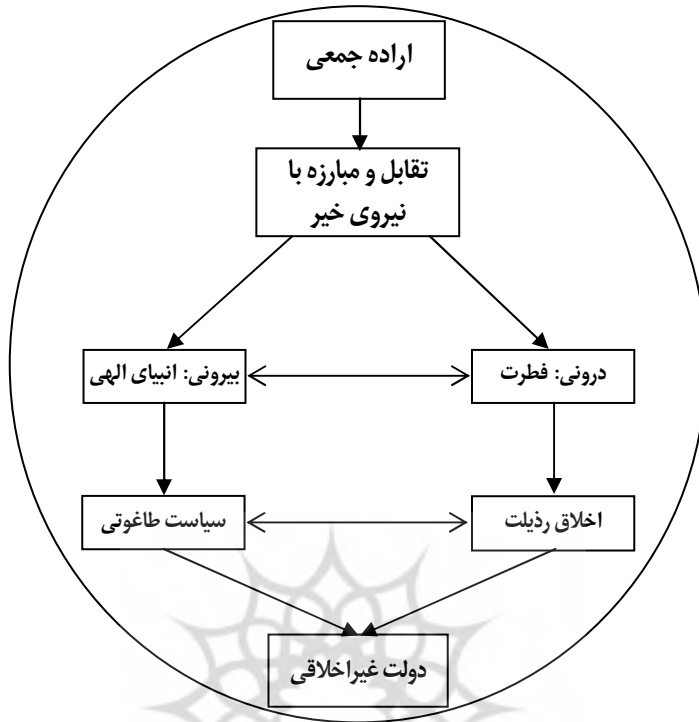 اراده جمعی
تقابل و مبارزه با
نیروی خیر
درونی: فطرت
بیرونی: انبیای الهی
اخلاق رذیلت
سیاست طاغوتی
دولت غیراخلاقی